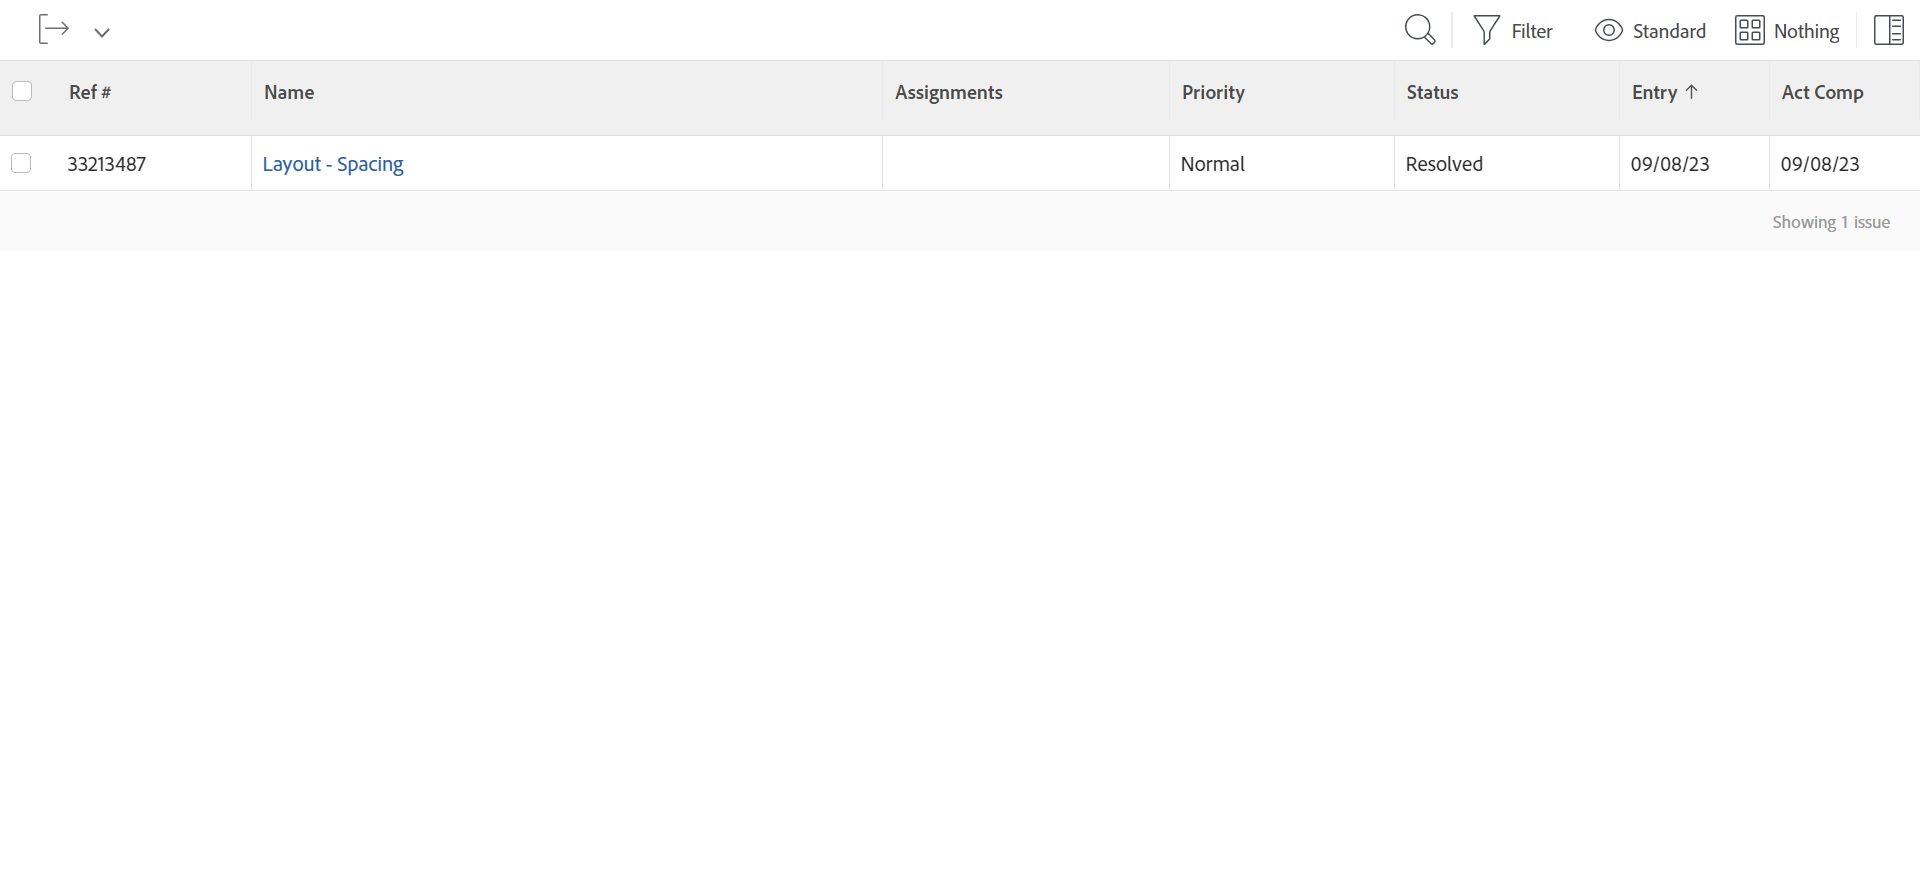 Filter Standard Nothing
Ref # Name Assignments Priority Status Entry Act Comp
33213487 Layout - Spacing Normal Resolved 09/08/23 09/08/23
Showing 1 issue